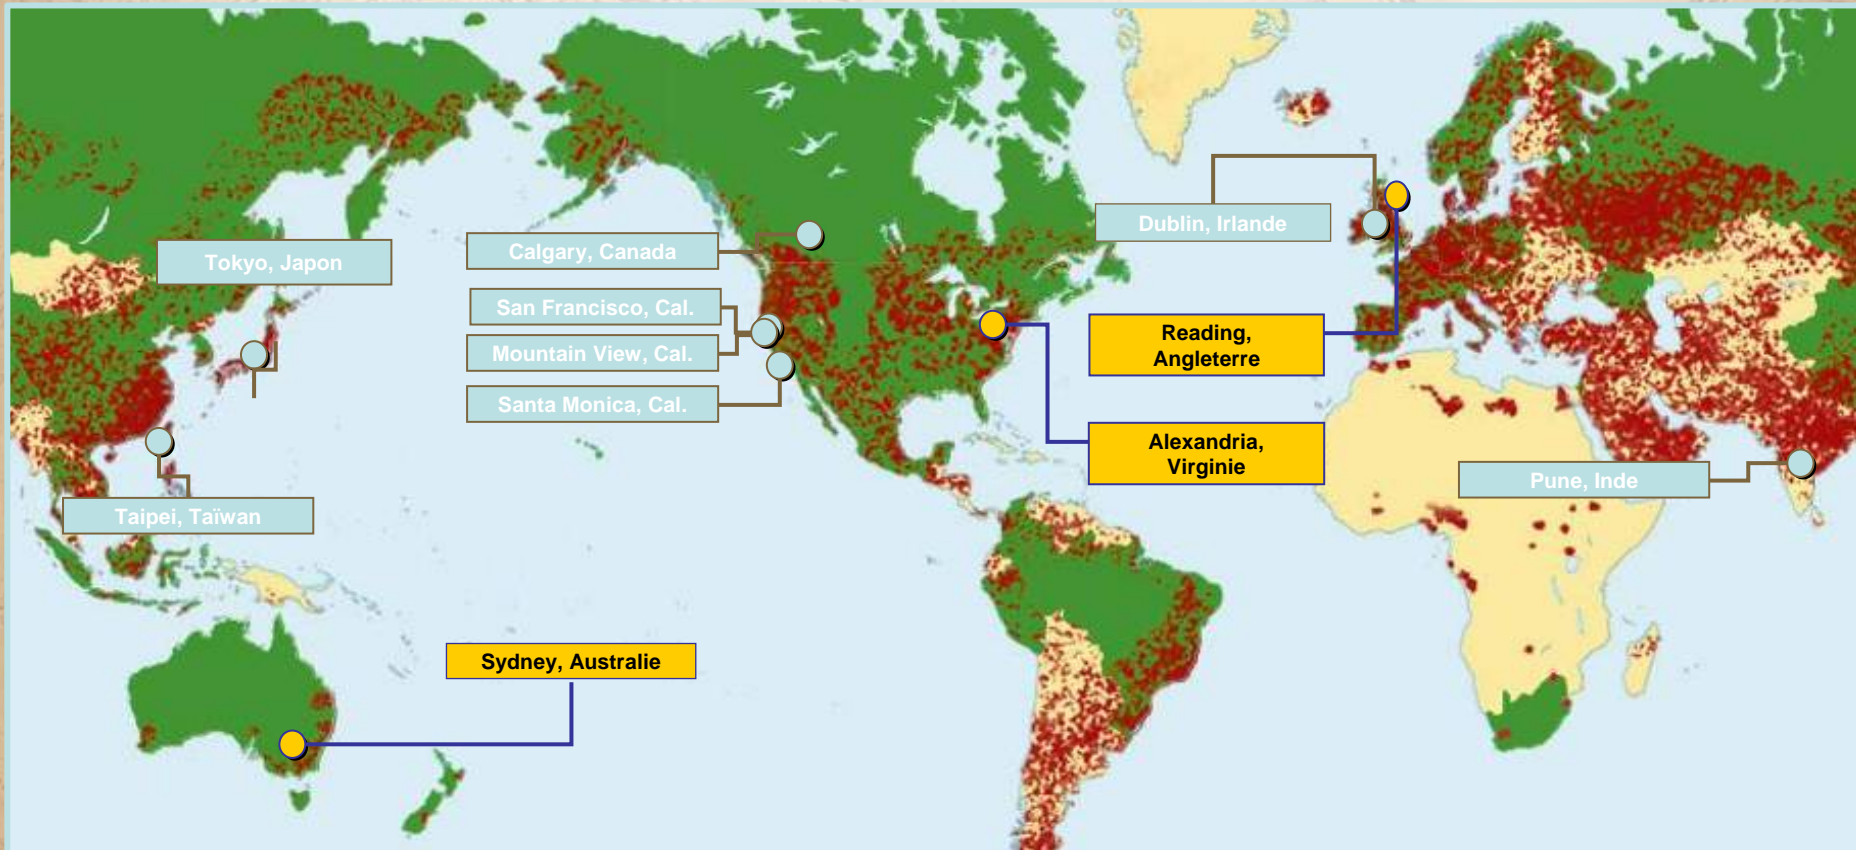 Dublin, Irlande
Tokyo, Japon
Calgary, Canada
San Francisco, Cal.
Mountain View, Cal.
Santa Monica, Cal.
Reading,
Angleterre
Alexandria,
Virginie
Pune, Inde
Taipei, Taïwan
Sydney, Australie